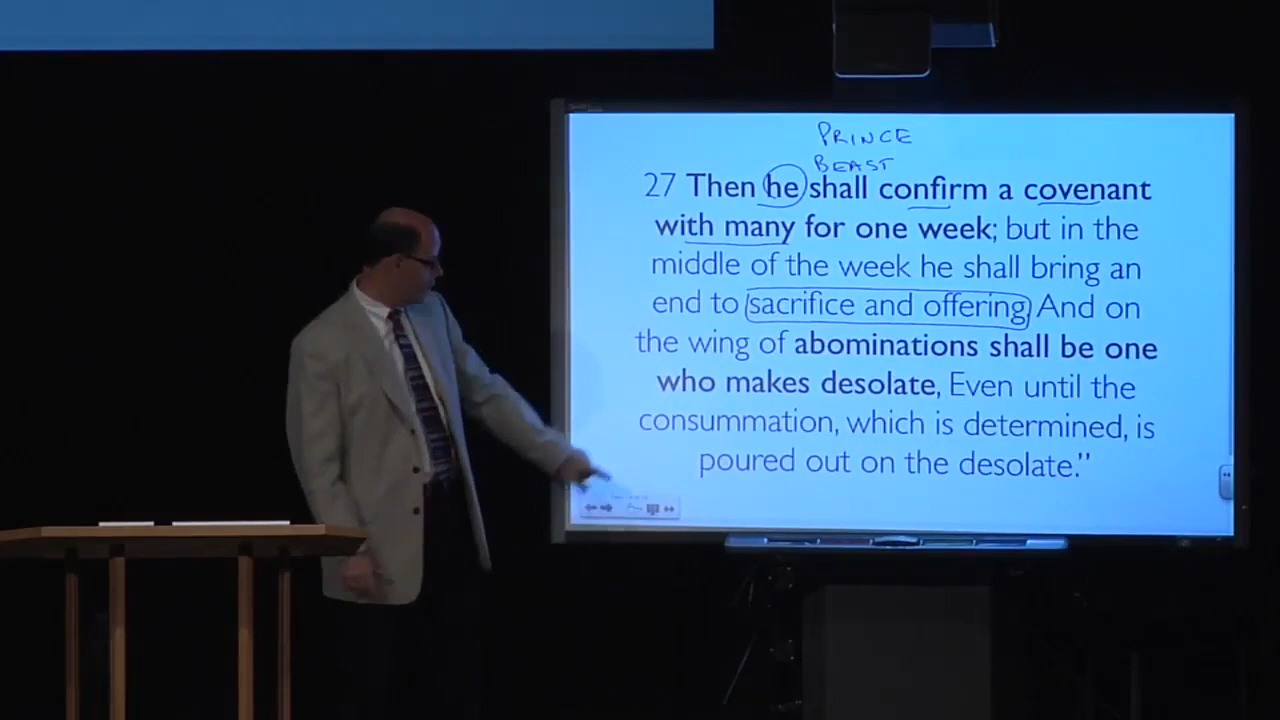 PRINCE
BEAST
27 Then he shall confirm a covenant
with many for one week; but in the
middle of the week he shall bring an
end to sacrifice and offering. And on
the wing of abominations shall be one
who makes desolate, Even until the
consummation, which is determined, is
poured out on the desolate."